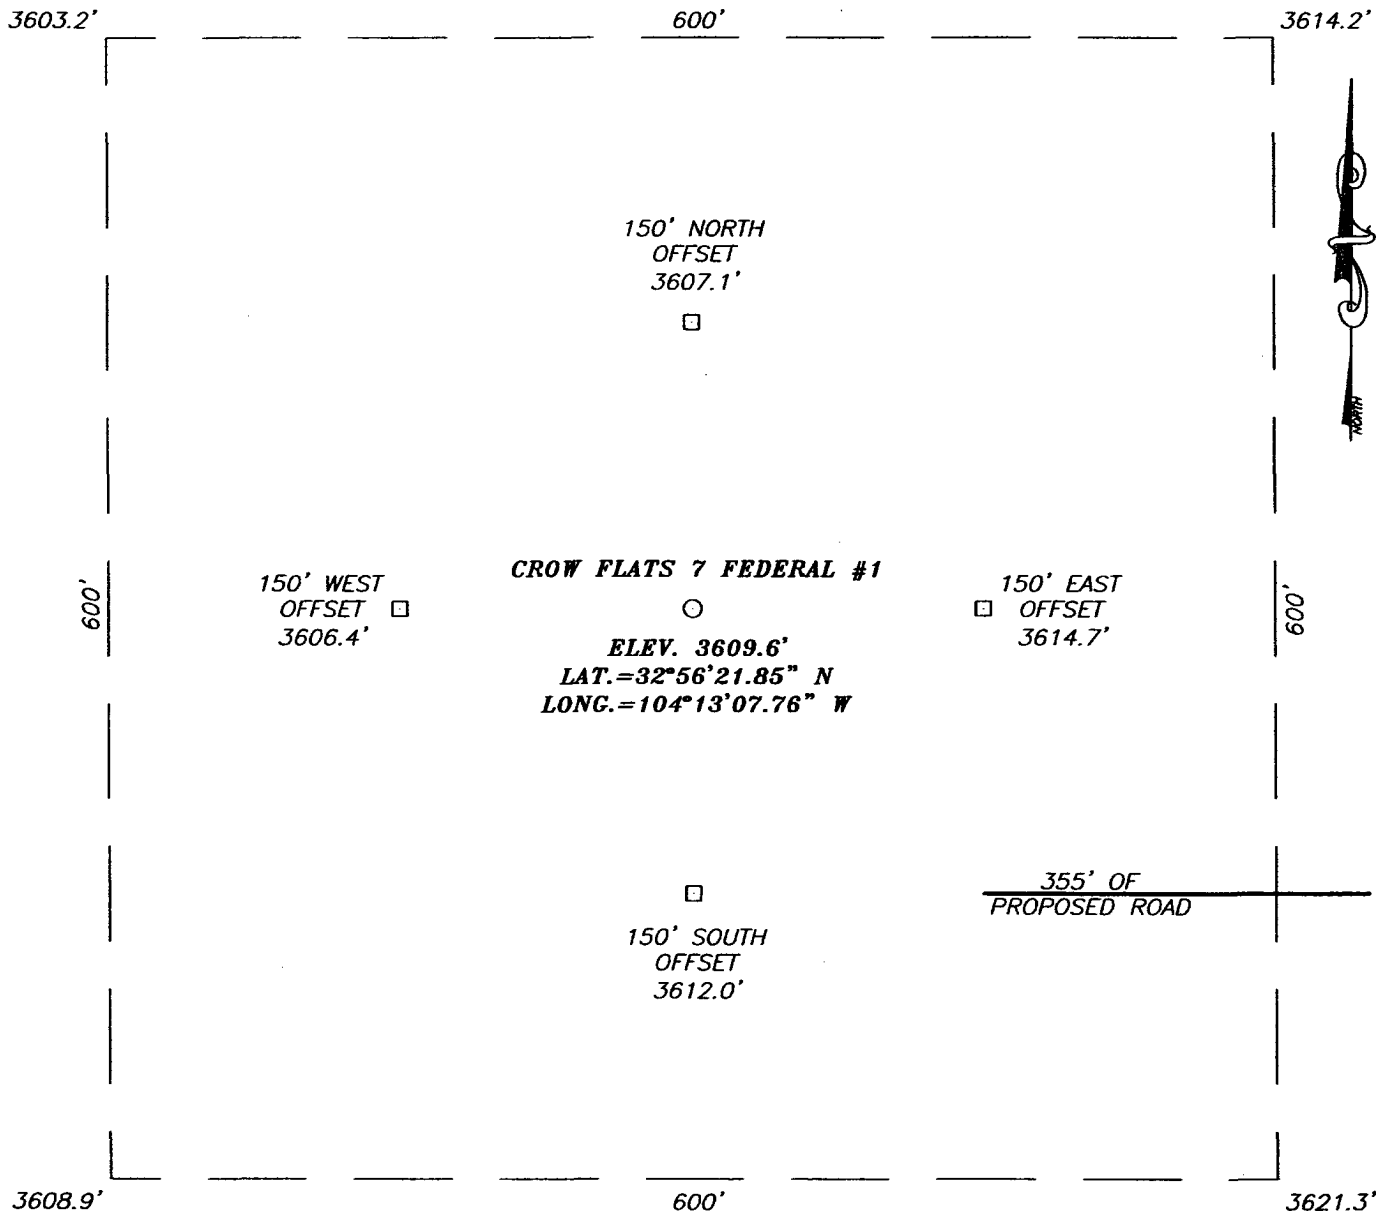 3603.2'
600'
3614.2'
150' NORTH
OFFSET
3607.1'
NORTH
600'
150' WEST
OFFSET
3606.4'
CROW FLATS 7 FEDERAL #1
ELEV. 3609.6'
LAT.=32°56'21.85" N
LONG.=104°13'07.76" W
150' EAST
OFFSET
3614.7'
600'
355' OF
PROPOSED ROAD
150' SOUTH
OFFSET
3612.0'
3608.9'
600'
3621.3'